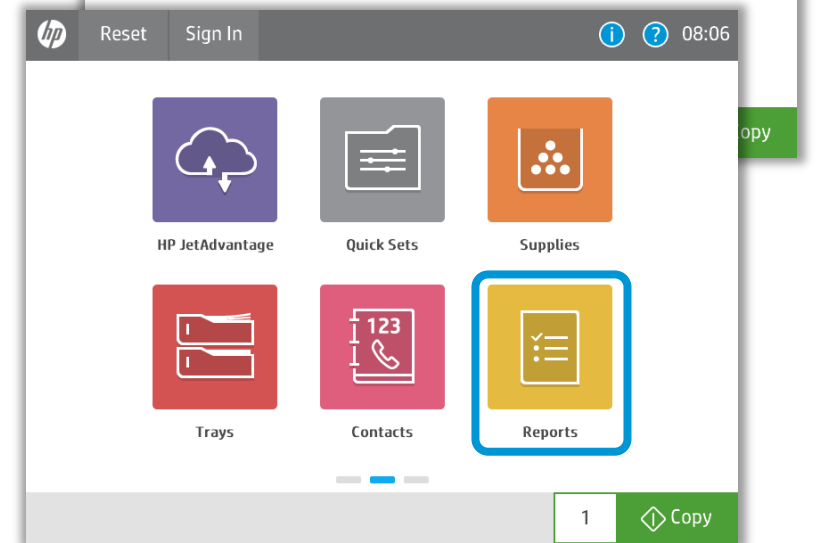 hp Reset Sign In i ? 08:06
opy
HP JetAdvantage Quick Sets Supplies
123
Trays Contacts Reports
1 Copy